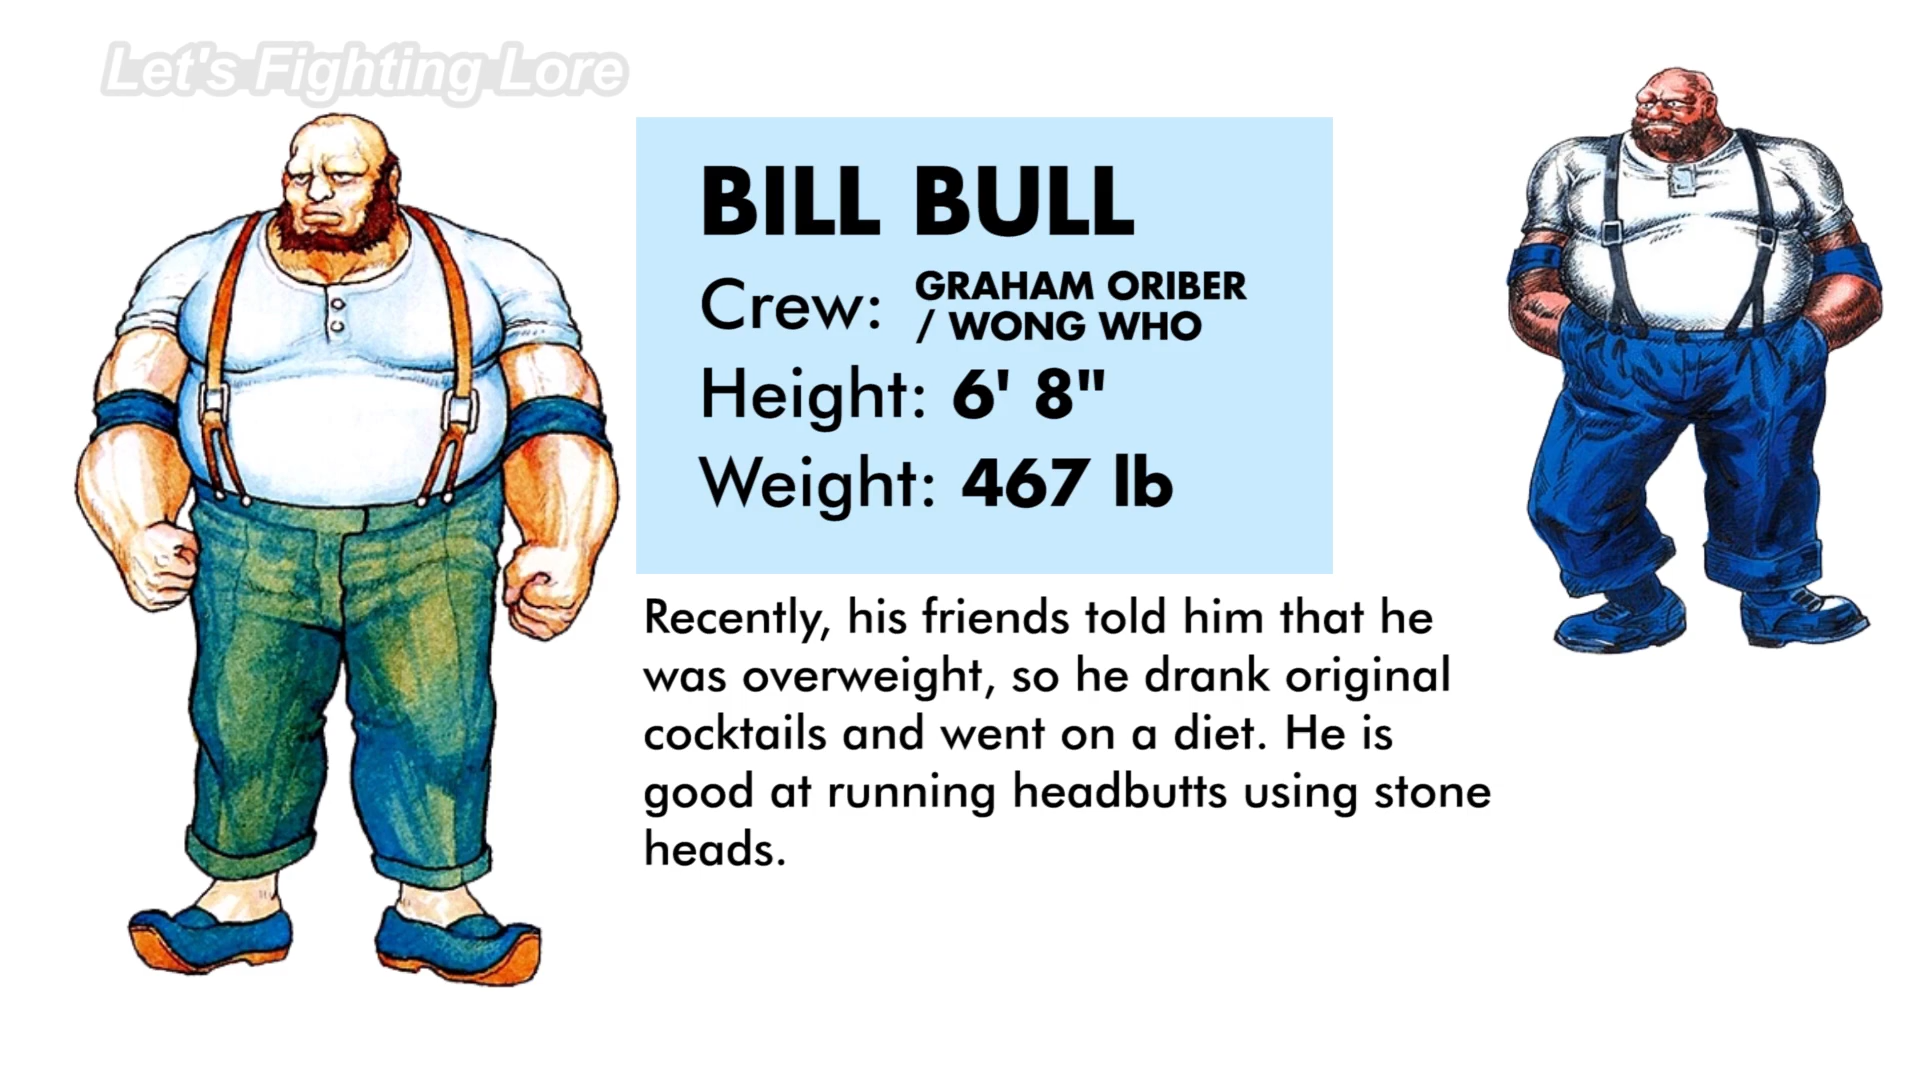 Let's Fighting Lore
BILL BULL
Crew: GRAHAM ORIBER
/ WONG WHO
Height: 6' 8"
Weight: 467 lb
Recently, his friends told him that he
was overweight, so he drank original
cocktails and went on a diet. He is
good at running headbutts using stone
heads.